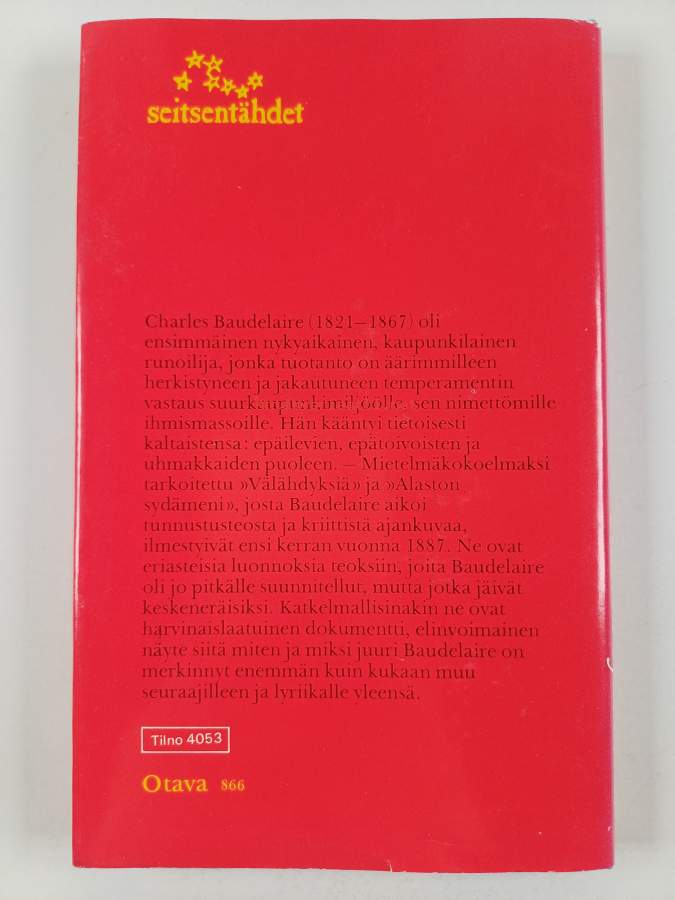 seitsentähdet
Charles Baudelaire (1821–1867) oli
ensimmäinen nykyaikainen, kaupunkilainen
runoilija, jonka tuotanto on äärimmilleen
herkistyneen ja jakautuneen temperamentin
vastaus suurkaupunkimiljöölle, sen nimettömille
ihmismassoille. Hän kääntyi tietoisesti
kaltaistensa: epäilevien, epätoivoisten ja
uhmakkaiden puoleen. – Mietelmäkokoelmaksi
tarkoitettu »Välähdyksiä» ja »Alaston
sydämeni», josta Baudelaire aikoi
tunnustusteosta ja kriittistä ajankuvaa,
ilmestyivät ensi kerran vuonna 1887. Ne ovat
eriasteisia luonnoksia teoksiin, joita Baudelaire
oli jo pitkälle suunnitellut, mutta jotka jäivät
keskeneräisiksi. Katkelmallisinakin ne ovat
harvinaislaatuinen dokumentti, elinvoimainen
näyte siitä miten ja miksi juuri Baudelaire on
merkinnyt enemmän kuin kukaan muu
seuraajilleen ja lyriikalle yleensä.
Tilno 4053
Otava 866